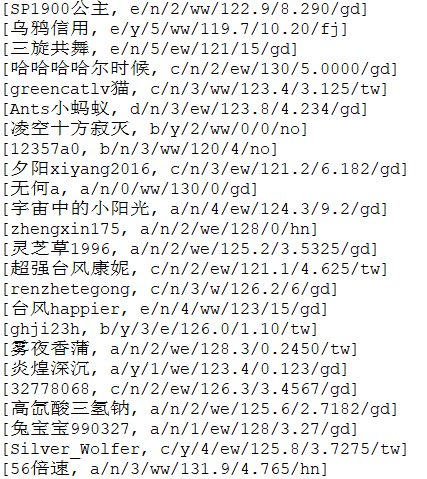 [SP1900公主, e/n/2/ww/122.9/8.290/gd]
[乌鸦信用, e/y/5/ww/119.7/10.20/fj]
[三旋共舞, e/n/5/ew/121/15/gd]
[哈哈哈哈尔时候, c/n/2/ew/130/5.0000/gd]
[greencatlv猫, c/n/3/ww/123.4/3.125/tw]
[Ants小蚂蚁, d/n/3/ew/123.8/4.234/gd]
[凌空十方寂灭, b/y/2/ww/0/0/no]
[12357a0, b/n/3/ww/120/4/no]
[夕阳xiyang2016, c/n/3/ew/121.2/6.182/gd]
[无何a, a/n/0/ww/130/0/gd]
[宇宙中的小阳光, a/n/4/ew/124.3/9.2/gd]
[zhengxin175, a/n/2/we/128/0/hn]
[灵芝草1996, a/n/2/we/125.2/3.5325/gd]
[超强台风康妮, c/n/2/ew/121.1/4.625/tw]
[renzhetegong, c/n/3/w/126.2/6/gd]
[台风happier, e/n/4/ww/123/15/gd]
[ghji23h, b/y/3/e/126.0/1.10/tw]
[雾夜香蒲, a/n/2/we/128.3/0.2450/tw]
[炎煌深沉, a/y/1/we/123.4/0.123/gd]
[32778068, c/n/2/ew/126.3/3.4567/gd]
[高氙酸三氢钠, a/n/2/we/125.6/2.7182/gd]
[兔宝宝990327, a/n/1/ew/128/3.27/gd]
[Silver_Wolfer, c/y/4/ew/125.8/3.7275/tw]
[56倍速, a/n/3/ww/131.9/4.765/hn]